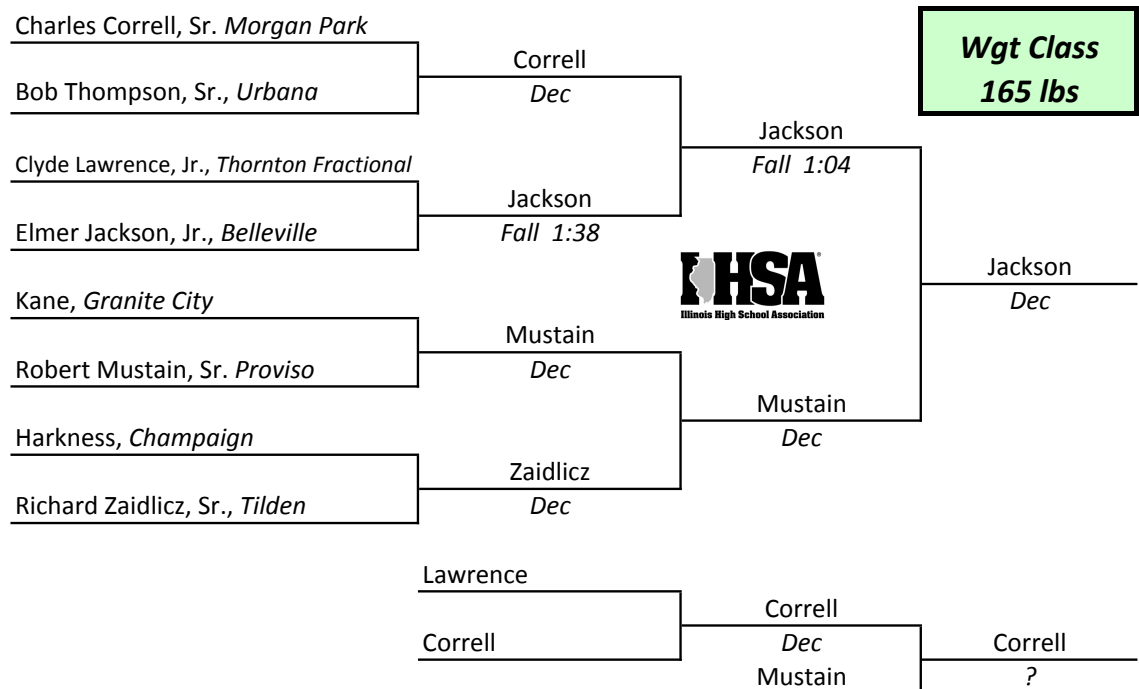 Charles Correll, Sr. Morgan Park
Bob Thompson, Sr., Urbana
Clyde Lawrence, Jr., Thornton Fractional
Elmer Jackson, Jr., Belleville
Kane, Granite City
Robert Mustain, Sr. Proviso
Harkness, Champaign
Richard Zaidlicz, Sr., Tilden
Correll
Dec
Jackson
Fall 1:38
Mustain
Dec
Zaidlicz
Dec
Jackson
Fall 1:04
Mustain
Dec
Wgt Class
165 lbs
IHSA
Illinois High School Association
Jackson
Dec
Lawrence
Correll
Correll
Dec
Mustain
Correll
?